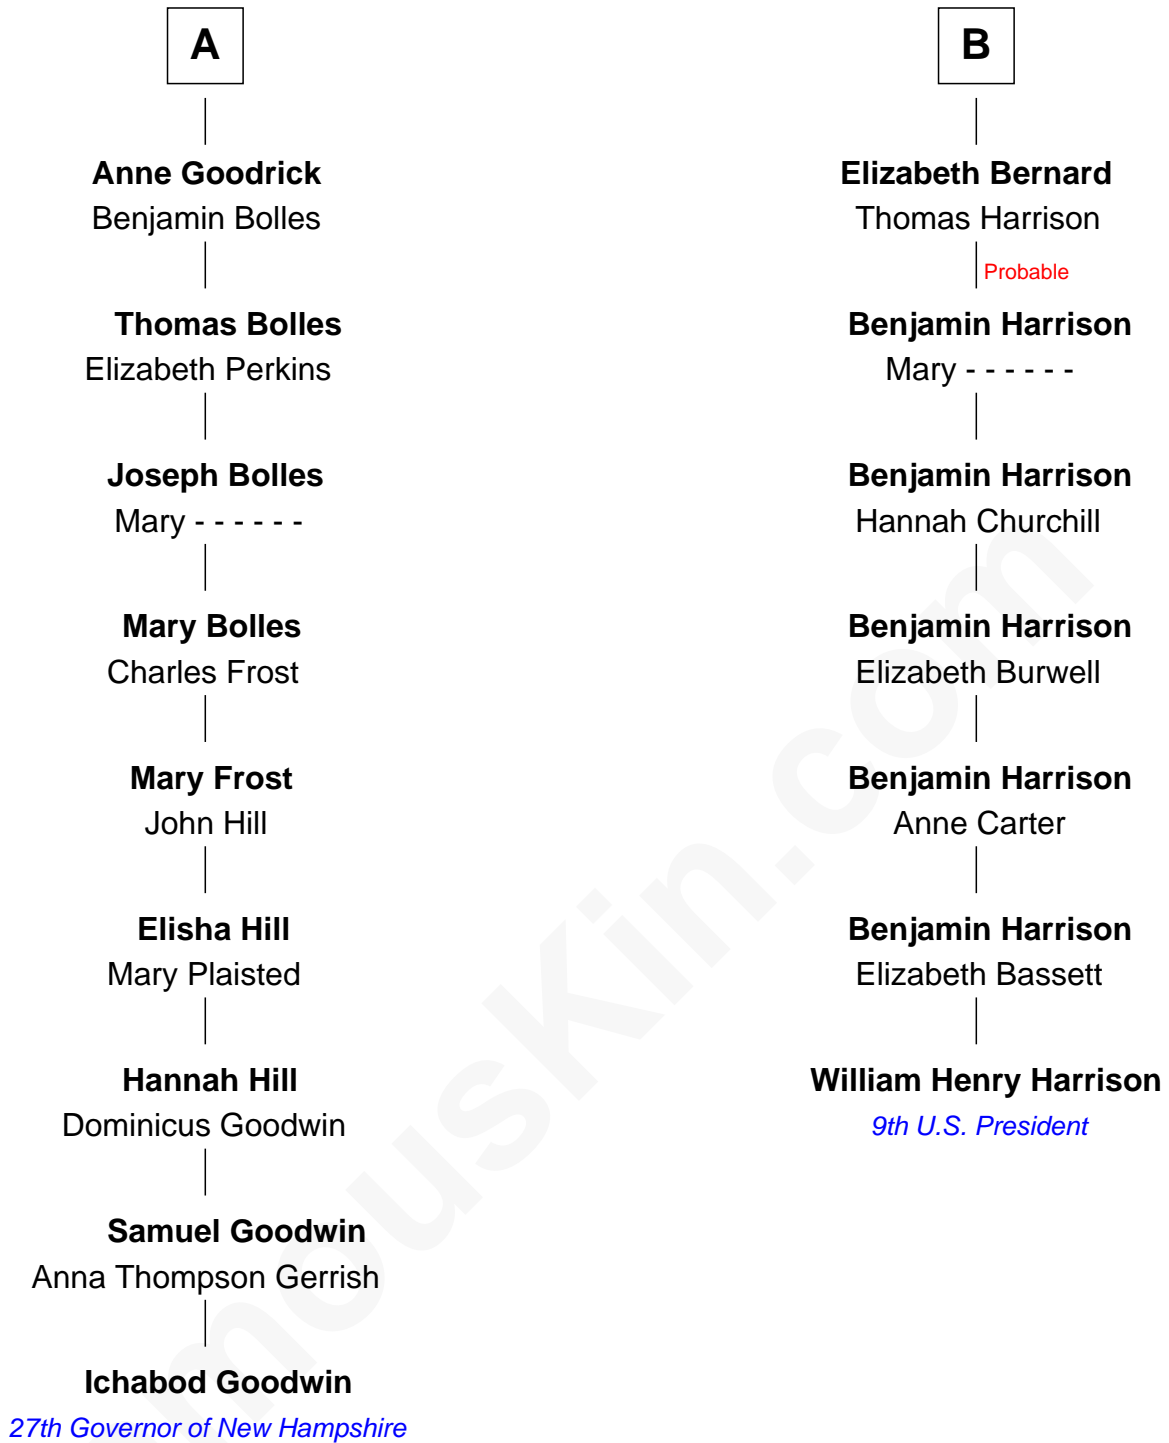 A
Anne Goodrick
Benjamin Bolles
Thomas Bolles
Elizabeth Perkins
Joseph Bolles
Mary - - - - - -
Mary Bolles
Charles Frost
Mary Frost
John Hill
Elisha Hill
Mary Plaisted
Hannah Hill
Dominicus Goodwin
Samuel Goodwin
Anna Thompson Gerrish
Ichabod Goodwin
27th Governor of New Hampshire
B
Elizabeth Bernard
Thomas Harrison
Probable
Benjamin Harrison
Mary - - - - - -
Benjamin Harrison
Hannah Churchill
Benjamin Harrison
Elizabeth Burwell
Benjamin Harrison
Anne Carter
Benjamin Harrison
Elizabeth Bassett
William Henry Harrison
9th U.S. President
mousKin.com